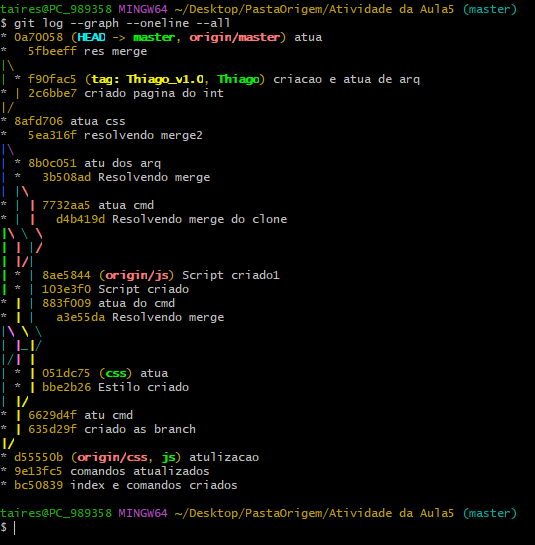 taires@PC_989358 MINGW64 ~/Desktop/PastaOrigem/Atividade da Aula5 (master)
$ git log --graph --oneline --all
* 0a70058 (HEAD -> master, origin/master) atua
*   5fbeeff res merge
|\
| * f90fac5 (tag: Thiago_v1.0, Thiago) criacao e atua de arq
* | 2c6bbe7 criado pagina do int
|/
* 8afd706 atua css
*   5ea316f resolvendo merge2
|\
| * 8b0c051 atu dos arq
| *   3b508ad Resolvendo merge
| |\
* | | 7732aa5 atua cmd
* | |   d4b419d Resolvendo merge do clone
|\ \ \
| | |/
| |/|
| * | 8ae5844 (origin/js) Script criado1
| * | 103e3f0 Script criado
* | | 883f009 atua do cmd
* | |   a3e55da Resolvendo merge
|\ \ \
| |_|/
|/| |
| * | 051dc75 (css) atua
| * | bbe2b26 Estilo criado
| |/
* | 6629d4f atu cmd
* | 635d29f criado as branch
|/
* d55550b (origin/css, js) atulizacao
* 9e13fc5 comandos atualizados
* bc50839 index e comandos criados
taires@PC_989358 MINGW64 ~/Desktop/PastaOrigem/Atividade da Aula5 (master)
$